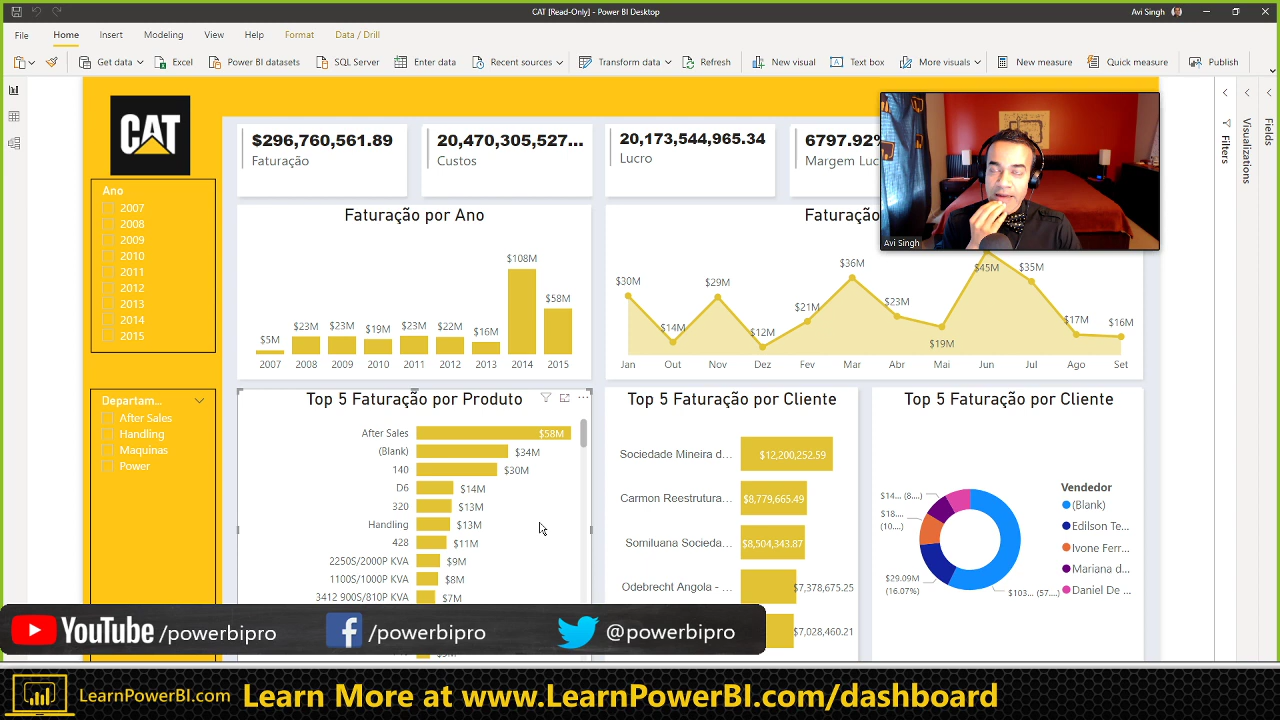 CAT [Read-Only] - Power BI Desktop
Avi Singh
File Home Insert Modeling View Help Format Data / Drill
Get data Excel Power BI datasets SQL Server Enter data Recent sources Transform data Refresh New visual Text box More visuals New measure Quick measure Publish
CAT
$296,760,561.89
Faturação
20,470,305,527...
Custos
20,173,544,965.34
Lucro
6797.92%
Margem Luc
Avi Singh
Filters
Visualizations
Fields
Ano
2007
2008
2009
2010
2011
2012
2013
2014
2015
Faturação por Ano
$5M $23M $23M $19M $23M $22M $16M $108M $58M
2007 2008 2009 2010 2011 2012 2013 2014 2015
Faturação
$30M $14M $29M $12M $21M $36M $23M $19M $45M $35M $17M $16M
Jan Out Nov Dez Fev Mar Abr Mai Jun Jul Ago Set
Departam...
After Sales
Handling
Maquinas
Power
Top 5 Faturação por Produto
After Sales $58M
(Blank) $34M
140 $30M
D6 $14M
320 $13M
Handling $13M
428 $11M
2250S/2000P KVA $9M
1100S/1000P KVA $8M
3412 900S/810P KVA $7M
Top 5 Faturação por Cliente
Sociedade Mineira d... $12,200,252.59
Carmon Reestrutura... $8,779,665.49
Somiluana Socieda... $8,504,343.87
Odebrecht Angola - ... $7,378,675.25
$7,028,460.21
Top 5 Faturação por Cliente
$14... (8....)
$18....
(10....)
$29.09M
(16.07%)
$103... (57....)
Vendedor
(Blank)
Edilson Te...
Ivone Ferr...
Mariana d...
Daniel De ...
YouTube /powerbipro
/powerbipro
@powerbipro
LearnPowerBI.com
Learn More at www.LearnPowerBI.com/dashboard